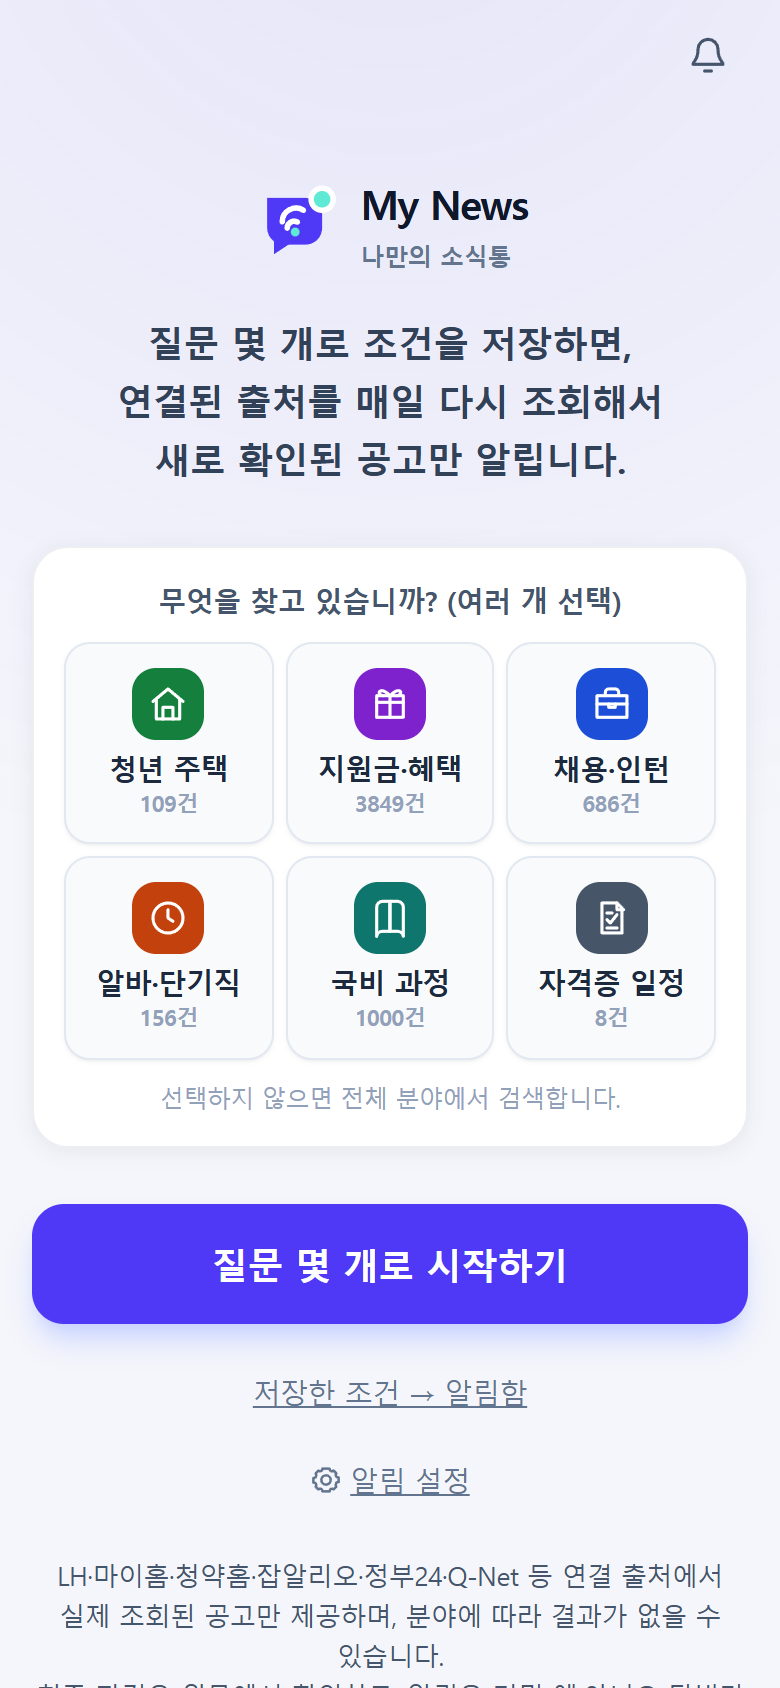 My News
나만의 소식통
질문 몇 개로 조건을 저장하면,
연결된 출처를 매일 다시 조회해서
새로 확인된 공고만 알립니다.
무엇을 찾고 있습니까? (여러 개 선택)
청년 주택
109건
지원금·혜택
3849건
채용·인턴
686건
알바·단기직
156건
국비 과정
1000건
자격증 일정
8건
선택하지 않으면 전체 분야에서 검색합니다.
질문 몇 개로 시작하기
저장한 조건 → 알림함
알림 설정
LH·마이홈·청약홈·잡알리오·정부24·Q-Net 등 연결 출처에서
실제 조회된 공고만 제공하며, 분야에 따라 결과가 없을 수
있습니다.